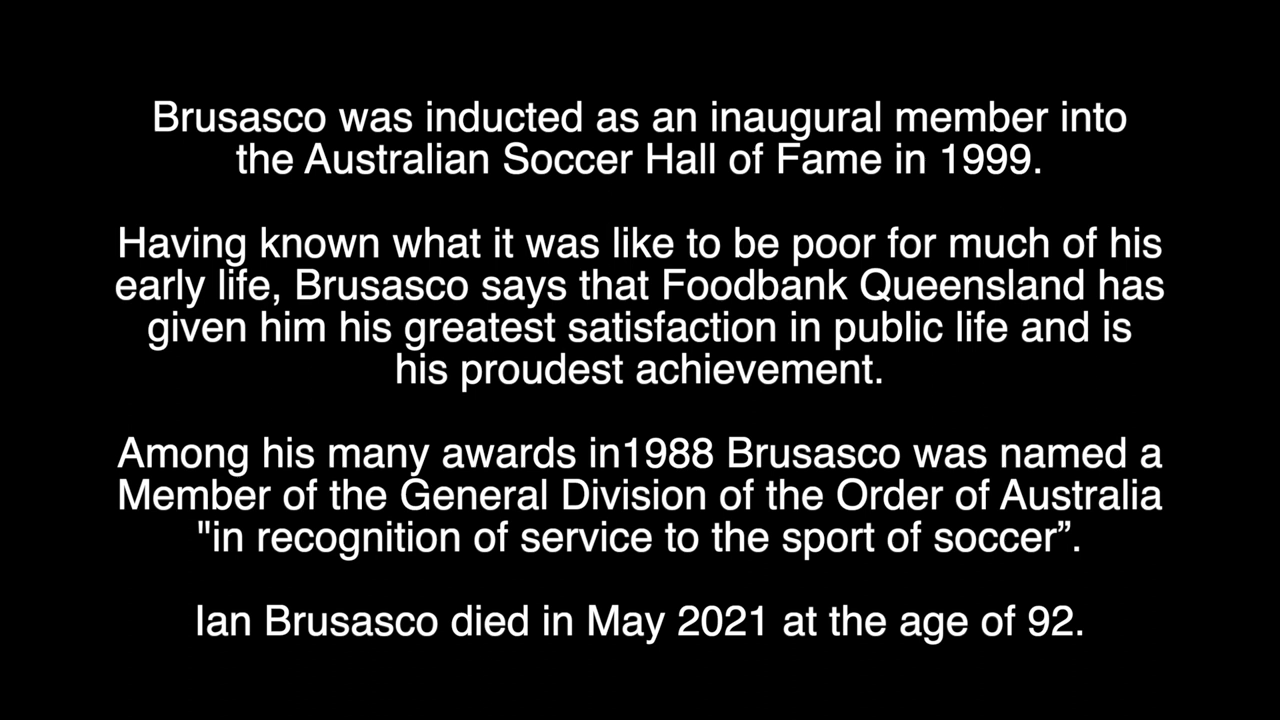 Brusasco was inducted as an inaugural member into
the Australian Soccer Hall of Fame in 1999.
Having known what it was like to be poor for much of his
early life, Brusasco says that Foodbank Queensland has
given him his greatest satisfaction in public life and is
his proudest achievement.
Among his many awards in1988 Brusasco was named a
Member of the General Division of the Order of Australia
"in recognition of service to the sport of soccer”.
Ian Brusasco died in May 2021 at the age of 92.